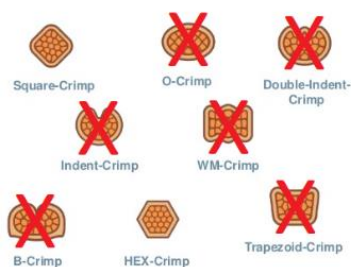 Square-Crimp
O-Crimp
Double-Indent-
Crimp
Indent-Crimp
WM-Crimp
B-Crimp
HEX-Crimp
Trapezoid-Crimp